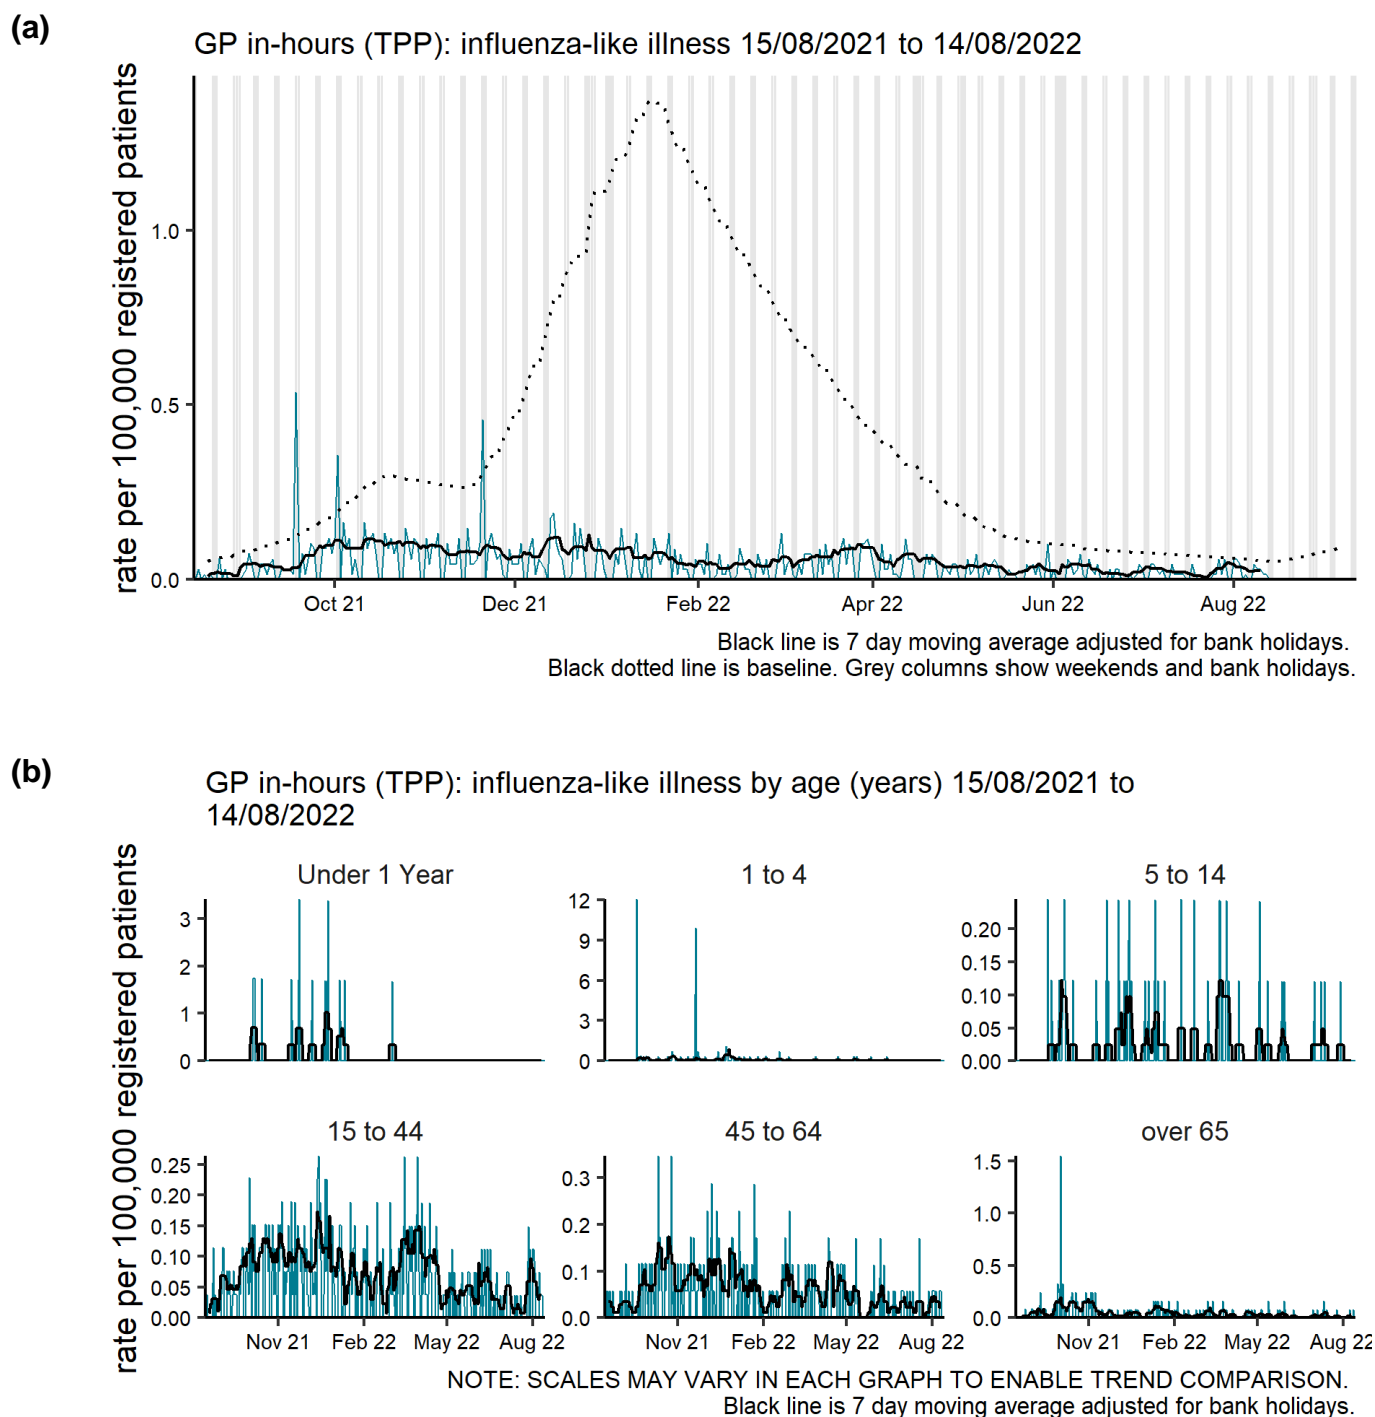 (a)
GP in-hours (TPP): influenza-like illness 15/08/2021 to 14/08/2022
rate per 100,000 registered patients
1.0
0.5
0.0
Oct 21 Dec 21 Feb 22 Apr 22 Jun 22 Aug 22
Black line is 7 day moving average adjusted for bank holidays.
Black dotted line is baseline. Grey columns show weekends and bank holidays.
(b)
GP in-hours (TPP): influenza-like illness by age (years) 15/08/2021 to
14/08/2022
rate per 100,000 registered patients
Under 1 Year
3
2
1
0
1 to 4
12
9
6
3
0
5 to 14
0.20
0.15
0.10
0.05
0.00
15 to 44
0.25
0.20
0.15
0.10
0.05
0.00
Nov 21 Feb 22 May 22 Aug 22
45 to 64
0.3
0.2
0.1
0.0
Nov 21 Feb 22 May 22 Aug 22
over 65
1.5
1.0
0.5
0.0
Nov 21 Feb 22 May 22 Aug 22
NOTE: SCALES MAY VARY IN EACH GRAPH TO ENABLE TREND COMPARISON.
Black line is 7 day moving average adjusted for bank holidays.